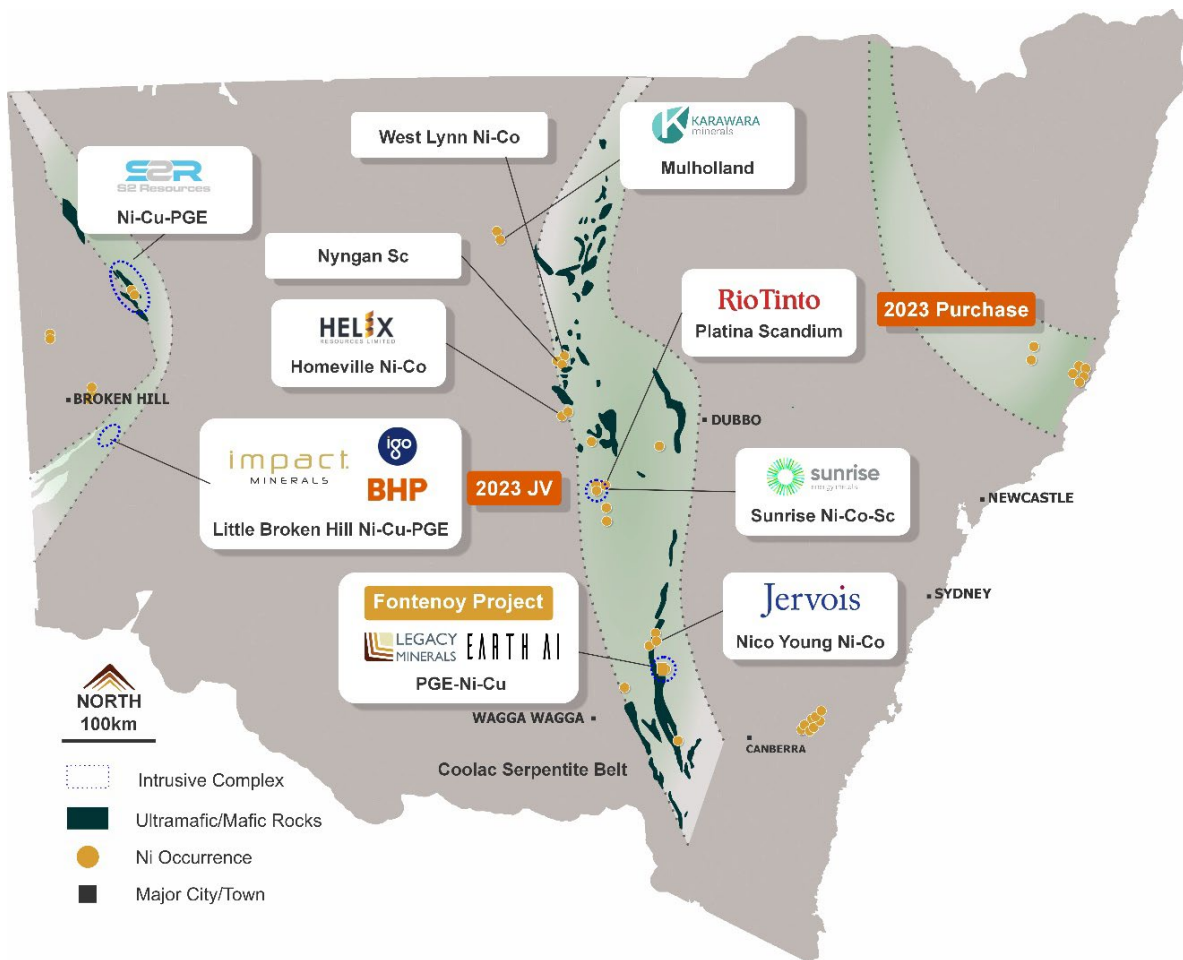 KARAWARA
minerals
Mulholland
West Lynn Ni-Co
S2R
S2 Resources
Ni-Cu-PGE
Nyngan Sc
HELIX
RESOURCES LIMITED
Homeville Ni-Co
RioTinto
Platina Scandium
2023 Purchase
BROKEN HILL
DUBBO
impact
MINERALS
igo
BHP
Little Broken Hill Ni-Cu-PGE
2023 JV
sunrise
energy metals
Sunrise Ni-Co-Sc
NEWCASTLE
SYDNEY
Fontenoy Project
LEGACY
MINERALS
EARTH AI
PGE-Ni-Cu
Jervois
Nico Young Ni-Co
WAGGA WAGGA
CANBERRA
Coolac Serpentite Belt
NORTH
100km
Intrusive Complex
Ultramafic/Mafic Rocks
Ni Occurrence
Major City/Town